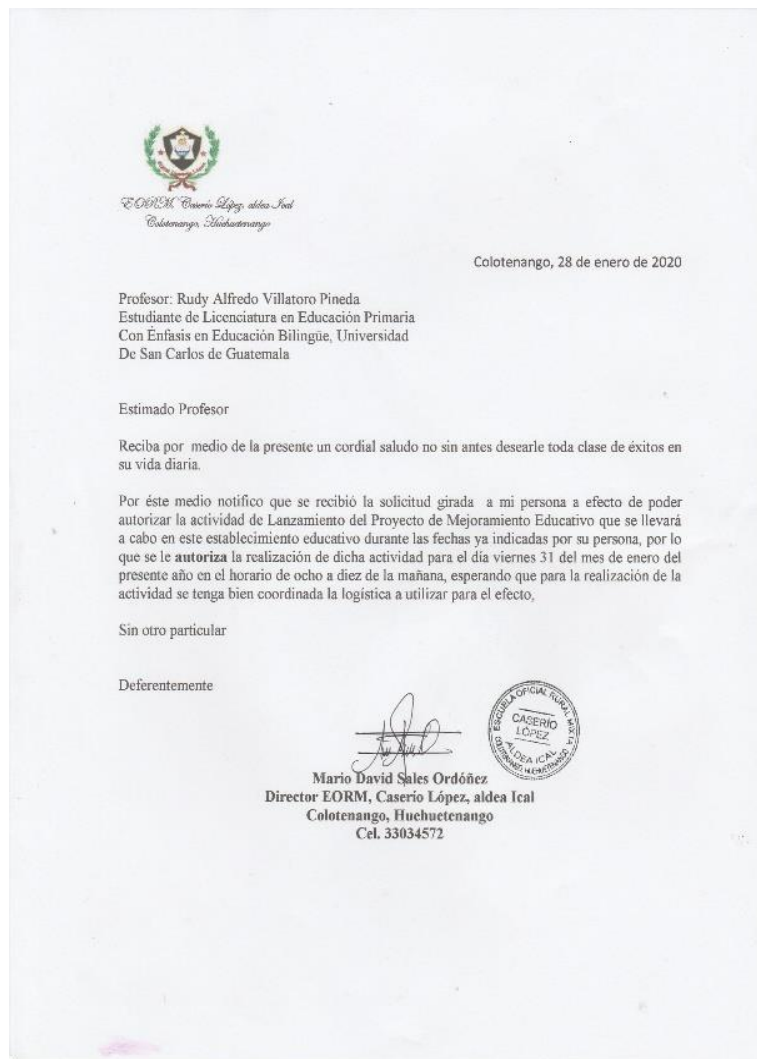 EORM, Caserío López, aldea Ical
Colotenango, Huehuetenango
Colotenango, 28 de enero de 2020
Profesor: Rudy Alfredo Villatoro Pineda
Estudiante de Licenciatura en Educación Primaria
Con Énfasis en Educación Bilingüe, Universidad
De San Carlos de Guatemala
Estimado Profesor
Reciba por medio de la presente un cordial saludo no sin antes desearle toda clase de éxitos en
su vida diaria.
Por éste medio notifico que se recibió la solicitud girada a mi persona a efecto de poder
autorizar la actividad de Lanzamiento del Proyecto de Mejoramiento Educativo que se llevará
a cabo en este establecimiento educativo durante las fechas ya indicadas por su persona, por lo
que se le autoriza la realización de dicha actividad para el día viernes 31 del mes de enero del
presente año en el horario de ocho a diez de la mañana, esperando que para la realización de la
actividad se tenga bien coordinada la logística a utilizar para el efecto.
Sin otro particular
Deferentemente
ESCUELA OFICIAL RURAL MIXTA
CASERÍO
LÓPEZ
ALDEA ICAL
COLOTENANGO, HUEHUETENANGO
Mario David Sales Ordóñez
Director EORM, Caserío López, aldea Ical
Colotenango, Huehuetenango
Cel. 33034572